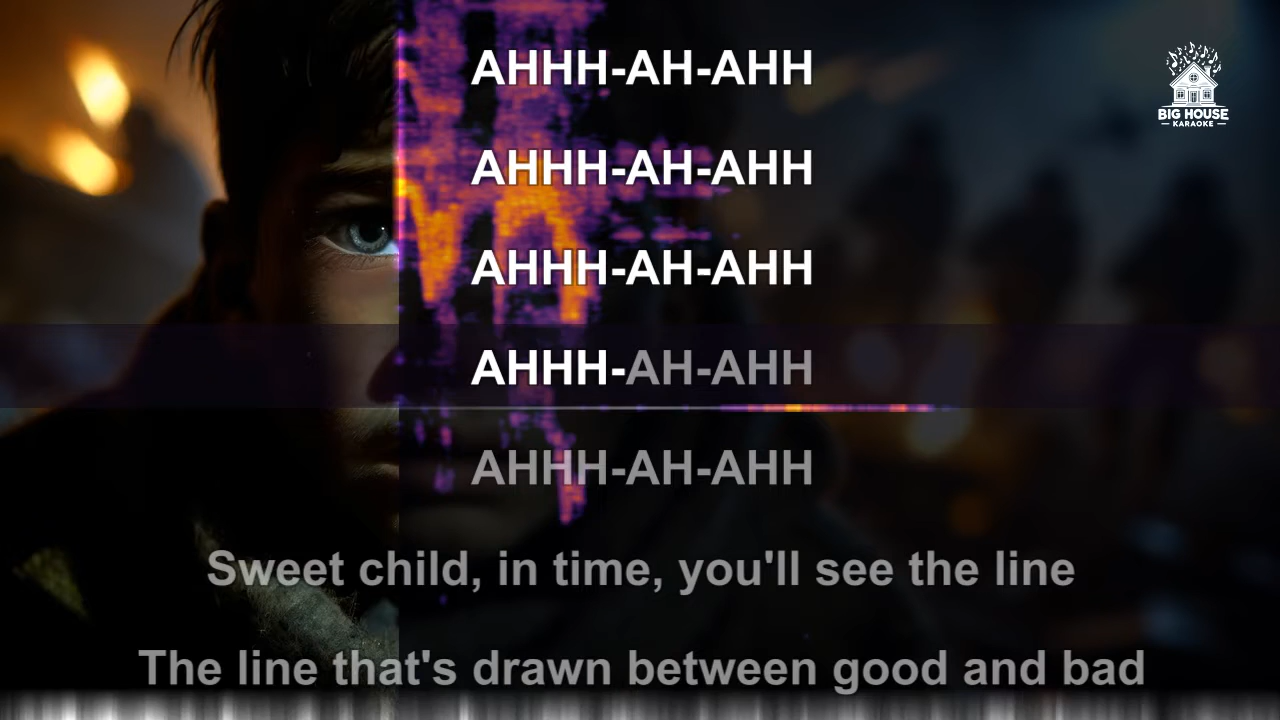 AHHH-AH-AHH
BIG HOUSE
KARAOKE
AHHH-AH-AHH
AHHH-AH-AHH
AHHH-AH-AHH
AHHH-AH-AHH
Sweet child, in time, you'll see the line
The line that's drawn between good and bad